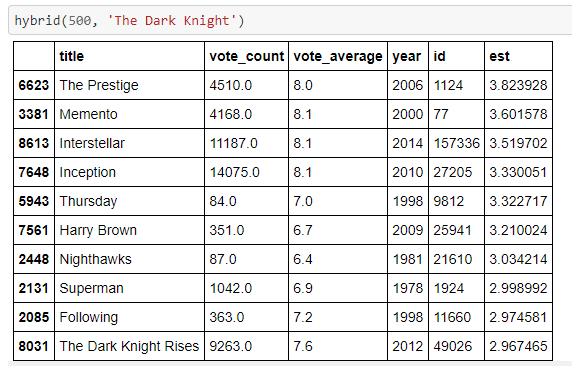 hybrid(500, 'The Dark Knight')
title vote_count vote_average year id est
6623 The Prestige 4510.0 8.0 2006 1124 3.823928
3381 Memento 4168.0 8.1 2000 77 3.601578
8613 Interstellar 11187.0 8.1 2014 157336 3.519702
7648 Inception 14075.0 8.1 2010 27205 3.330051
5943 Thursday 84.0 7.0 1998 9812 3.322717
7561 Harry Brown 351.0 6.7 2009 25941 3.210024
2448 Nighthawks 87.0 6.4 1981 21610 3.034214
2131 Superman 1042.0 6.9 1978 1924 2.998992
2085 Following 363.0 7.2 1998 11660 2.974581
8031 The Dark Knight Rises 9263.0 7.6 2012 49026 2.967465